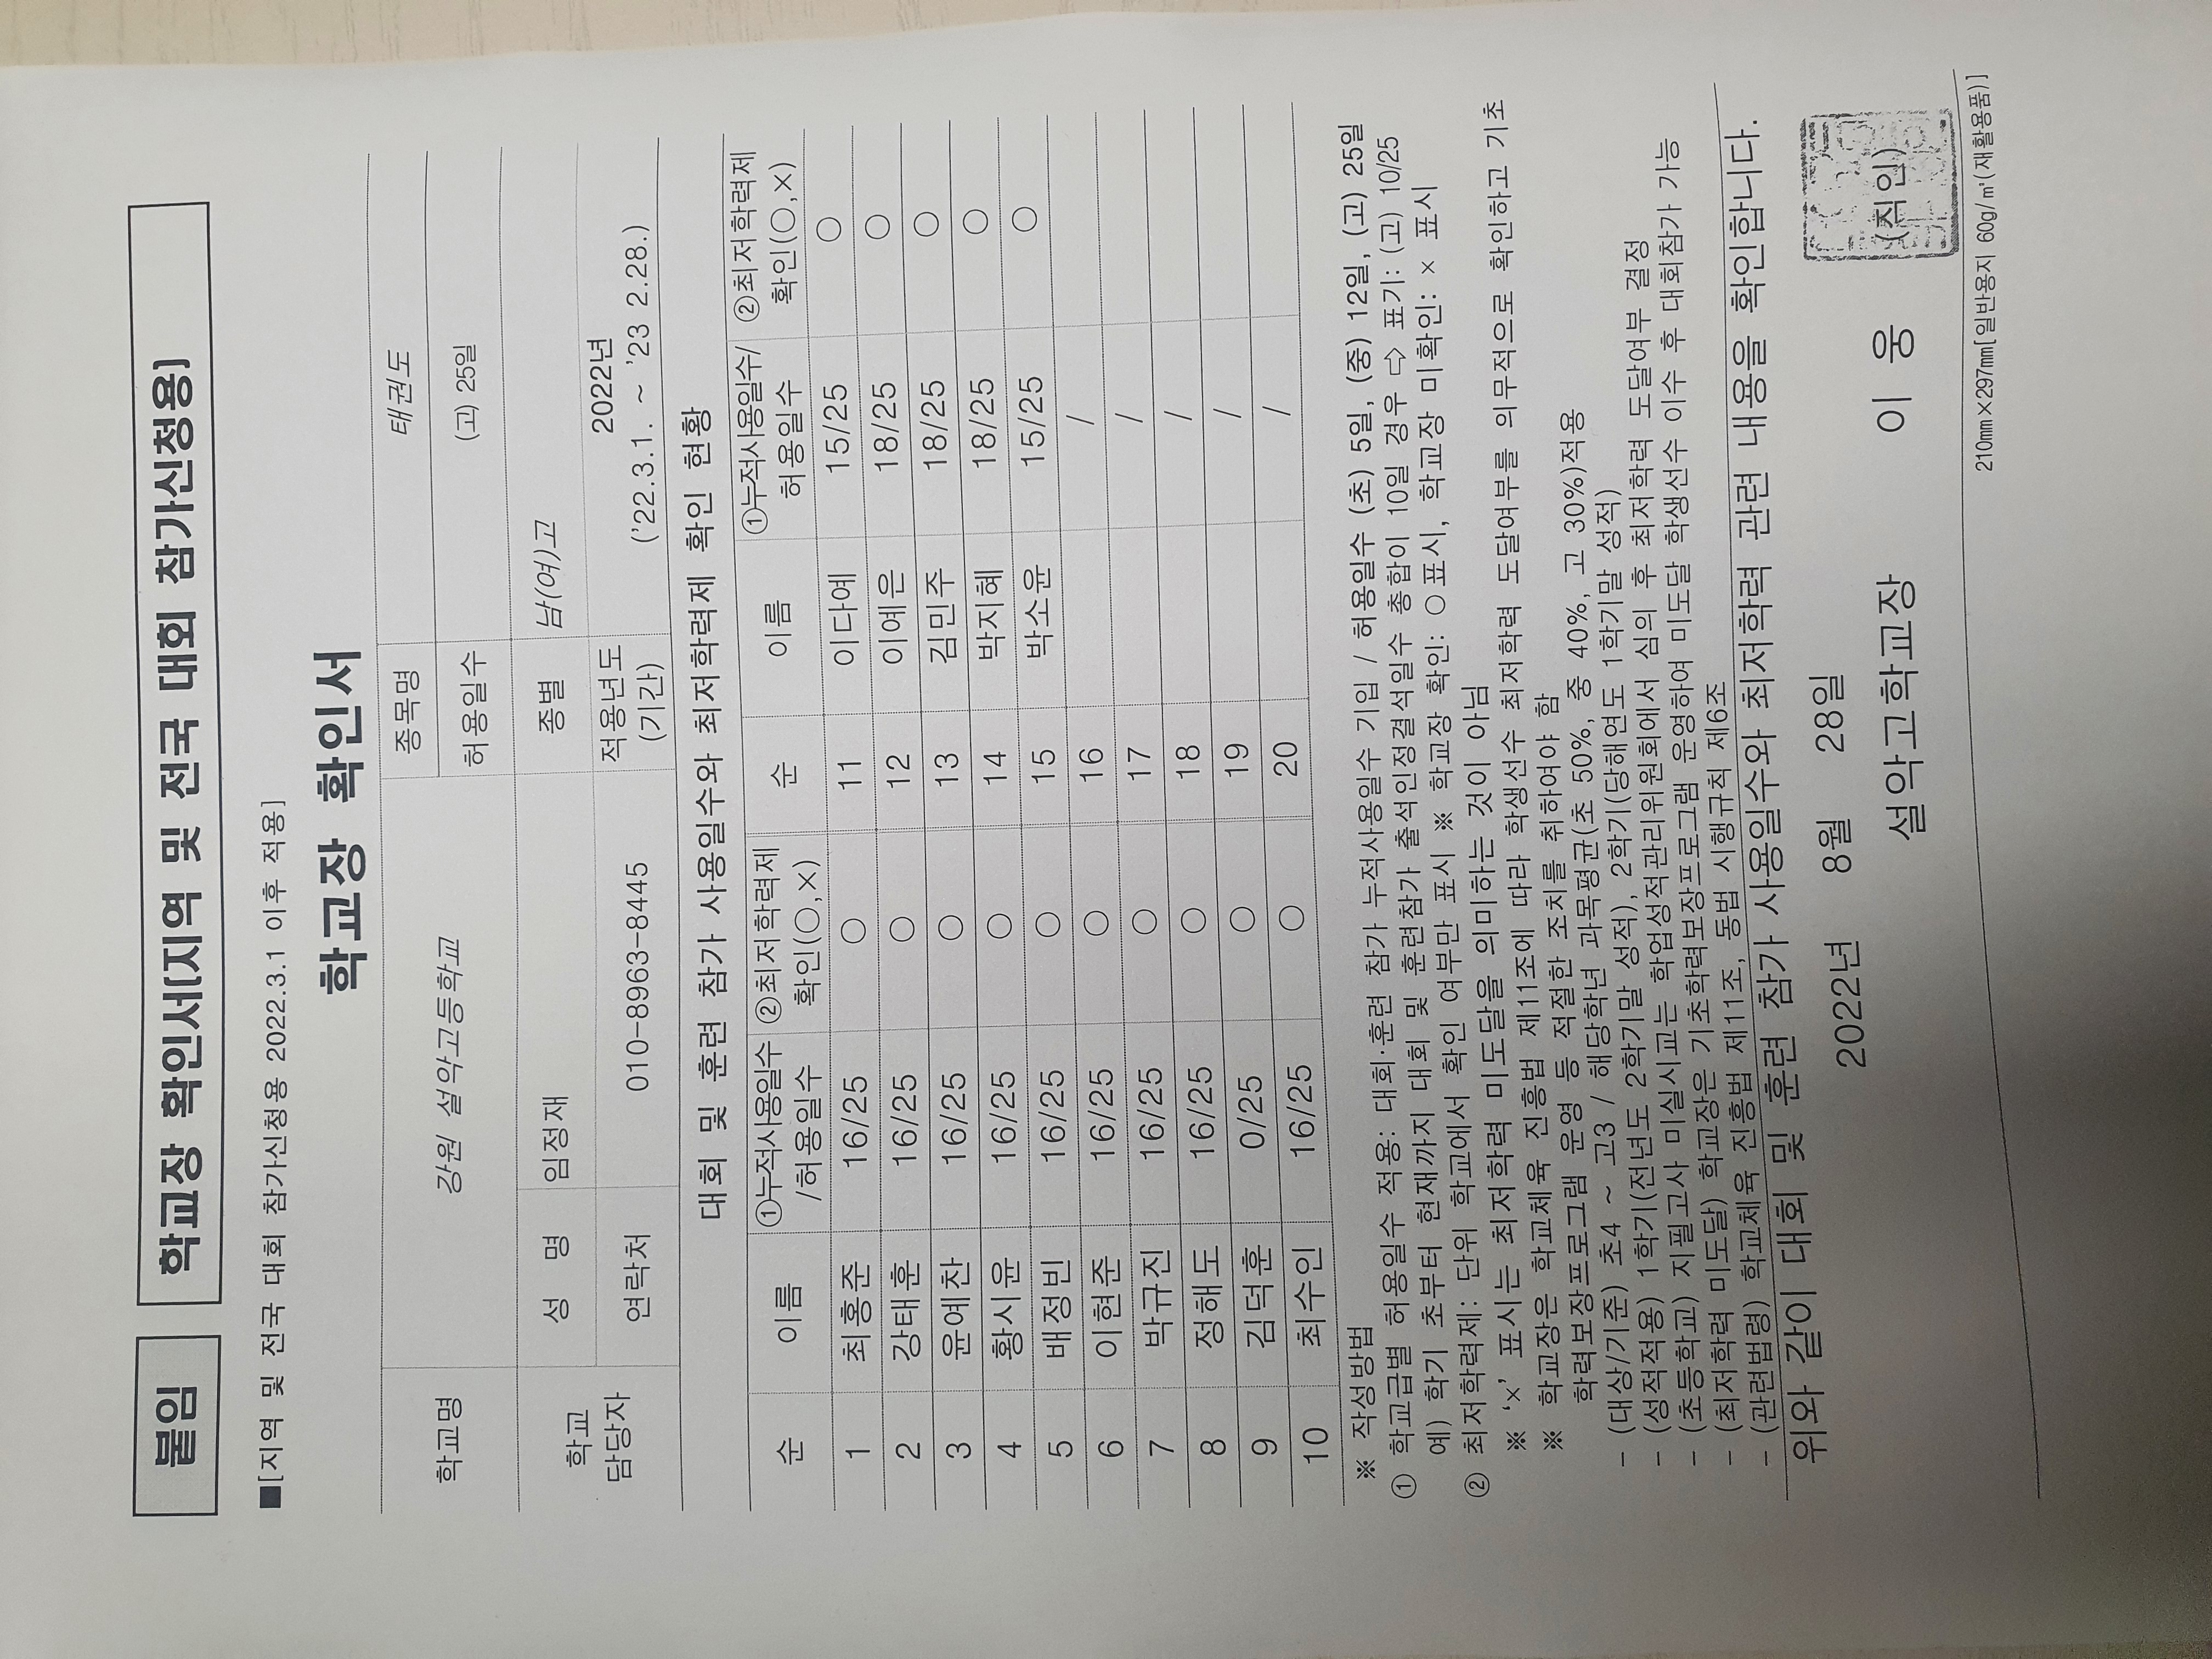 붙임
학교장 확인서(지역 및 전국 대회 참가신청용)
■[지역 및 전국 대회 참가신청용 2022.3.1 이후 적용]
학교장 확인서
학교명 강원 설악고등학교 종목명 태권도
허용일수 (고) 25일
학교 담당자 성 명 임정재 종별 남(여)고
연락처 010-8963-8445 적용년도 (기간) 2022년 ('22.3.1. ~ '23 2.28.)
대회 및 훈련 참가 사용일수와 최저학력제 확인 현황
순 이름 ①누적사용일수/허용일수 ②최저학력제 확인(○,×) 순 이름 ①누적사용일수/허용일수 ②최저학력제 확인(○,×)
1 최홍준 16/25 ○ 11 이다예 15/25 ○
2 강태훈 16/25 ○ 12 이예은 18/25 ○
3 윤예찬 16/25 ○ 13 김민주 18/25 ○
4 황시윤 16/25 ○ 14 박지혜 18/25 ○
5 배정빈 16/25 ○ 15 박소윤 15/25 ○
6 이현준 16/25 ○ 16 /
7 박규진 16/25 ○ 17 /
8 정해도 16/25 ○ 18 /
9 김덕훈 0/25 ○ 19 /
10 최수인 16/25 ○ 20 /
※ 작성방법
① 학교급별 허용일수 적용: 대회·훈련 참가 누적사용일수 기입 / 허용일수 (초) 5일, (중) 12일, (고) 25일
예) 학기 초부터 현재까지 대회 및 훈련참가 출석인정결석일수 총합이 10일 경우 ⇨ 표기: (고) 10/25
② 최저학력제: 단위 학교에서 확인 여부만 표시 ※ 학교장 확인: ○표시, 학교장 미확인: × 표시
※ '×' 표시는 최저학력 미도달을 의미하는 것이 아님
※ 학교장은 학교체육 진흥법 제11조에 따라 학생선수 최저학력 도달여부를 의무적으로 확인하고 기초
학력보장프로그램 운영 등 적절한 조치를 취하여야 함
- (대상/기준) 초4 ~ 고3 / 해당학년 과목평균(초 50%, 중 40%, 고 30%)적용
- (성적적용) 1학기(전년도 2학기말 성적), 2학기(당해연도 1학기말 성적)
- (초등학교) 지필고사 미실시교는 학업성적관리위원회에서 심의 후 최저학력 도달여부 결정
- (최저학력 미도달) 학교장은 기초학력보장프로그램 운영하여 미도달 학생선수 이수 후 대회참가 가능
- (관련법령) 학교체육 진흥법 제11조, 동법 시행규칙 제6조
위와 같이 대회 및 훈련 참가 사용일수와 최저학력 관련 내용을 확인합니다.
2022년 8월 28일
설악고학교장 이 웅 (직인)
210㎜×297㎜[일반용지 60g/㎡(재활용품)]